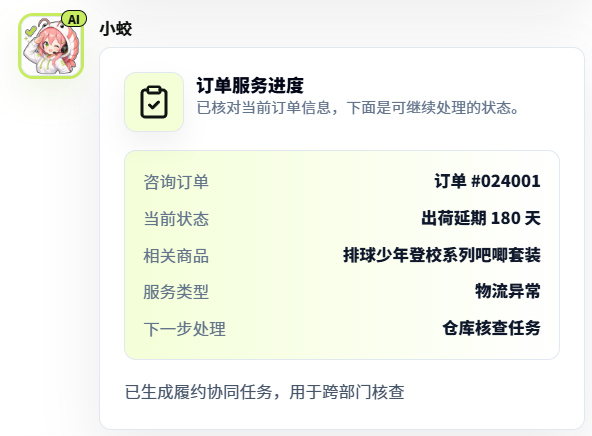 AI
小蛟
订单服务进度
已核对当前订单信息，下面是可继续处理的状态。
咨询订单 订单 #024001
当前状态 出荷延期 180 天
相关商品 排球少年登校系列吧唧套装
服务类型 物流异常
下一步处理 仓库核查任务
已生成履约协同任务，用于跨部门核查